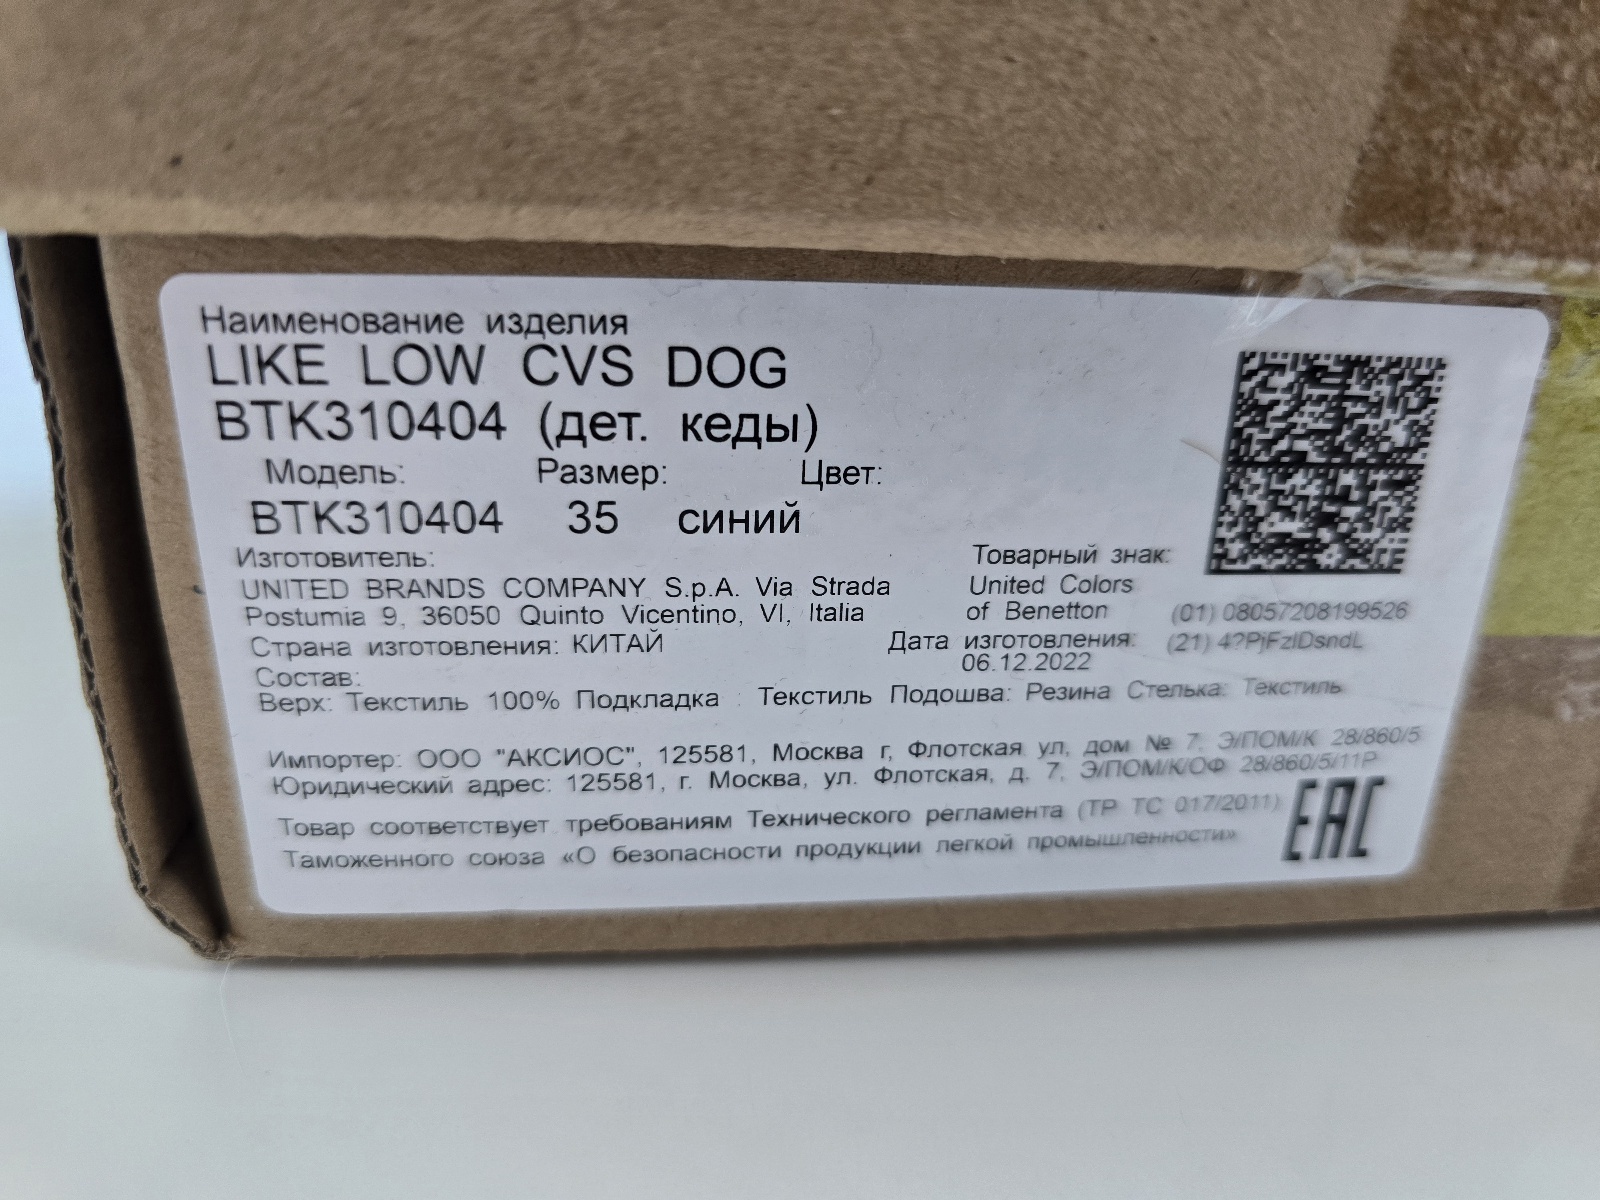 Наименование изделия
LIKE LOW CVS DOG
BTK310404 (дет. кеды)
Модель: Размер: Цвет:
BTK310404 35 синий
Изготовитель:
UNITED BRANDS COMPANY S.p.A. Via Strada
Postumia 9, 36050 Quinto Vicentino, VI, Italia
Товарный знак:
United Colors
of Benetton
(01) 08057208199526
(21) 4?PjFzIDsndL
Страна изготовления: КИТАЙ
Дата изготовления:
06.12.2022
Состав:
Верх: Текстиль 100% Подкладка : Текстиль Подошва: Резина Стелька: Текстиль
Импортер: ООО "АКСИОС", 125581, Москва г, Флотская ул, дом № 7, Э/ПОМ/К 28/860/5
Юридический адрес: 125581, г. Москва, ул. Флотская, д. 7, Э/ПОМ/К/ОФ 28/860/5/11Р
Товар соответствует требованиям Технического регламента (ТР ТС 017/2011)
Таможенного союза «О безопасности продукции легкой промышленности»
EAC